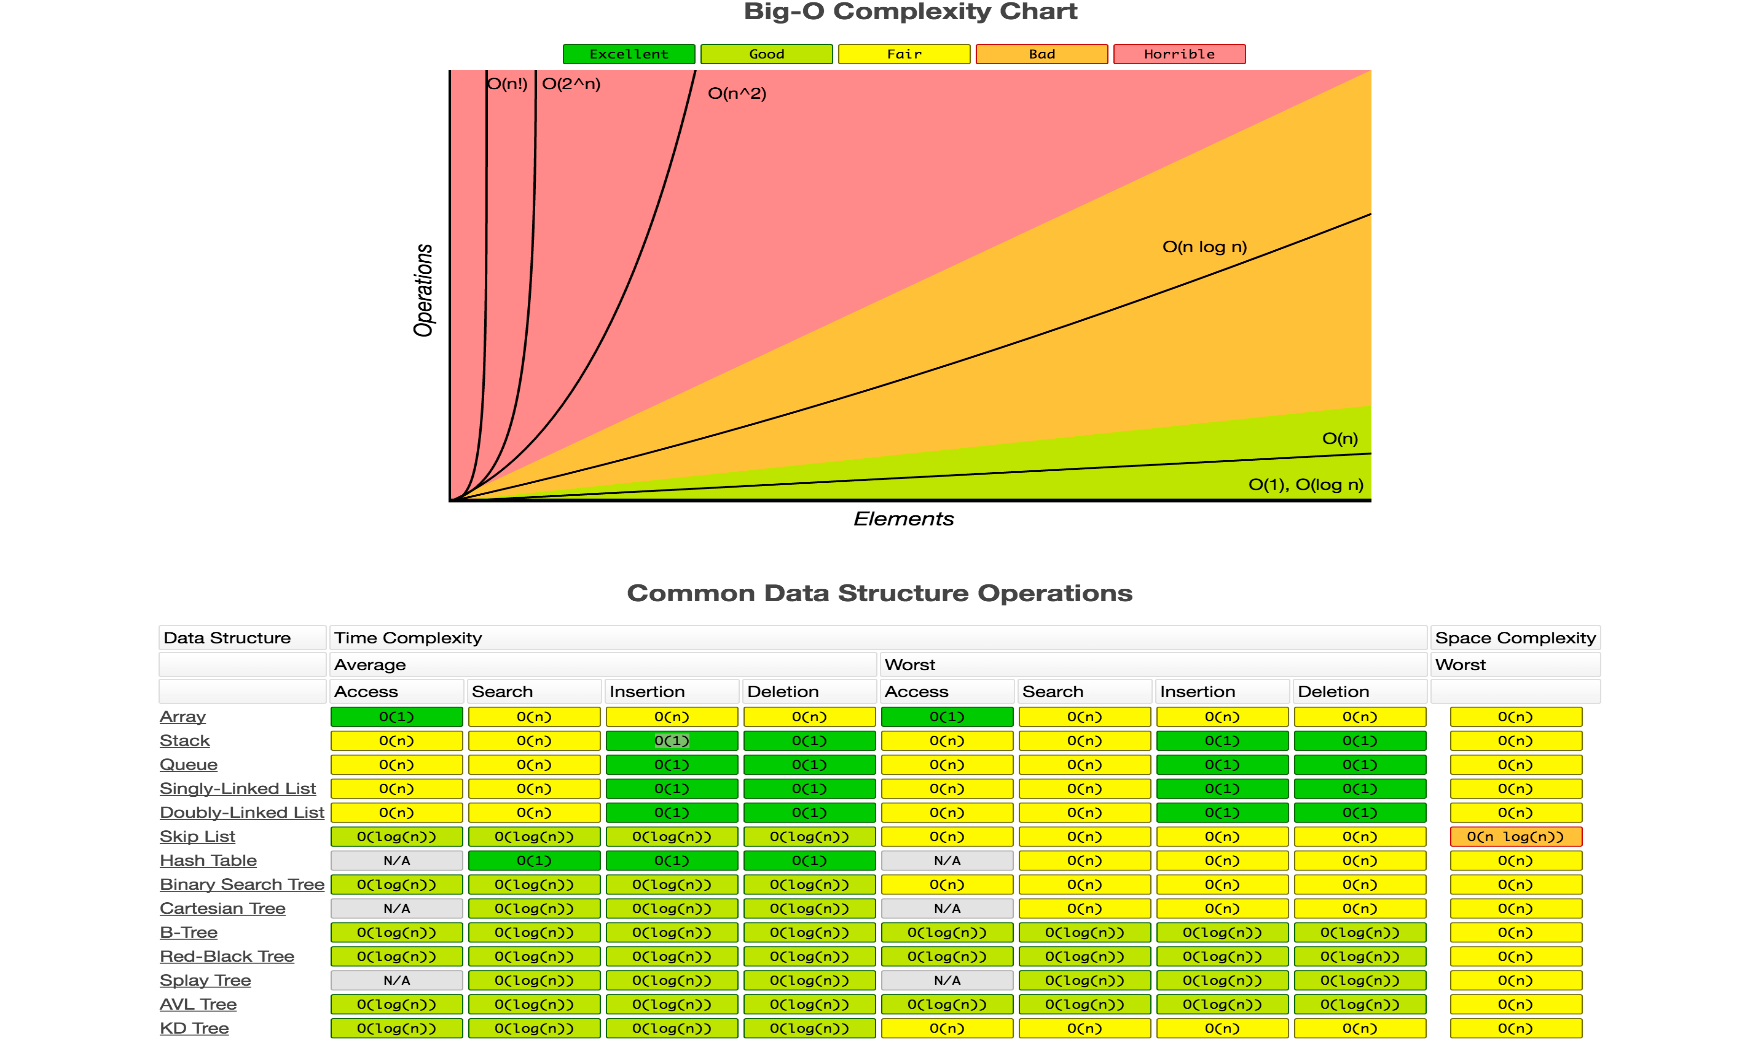 Big-O Complexity Chart
Excellent Good Fair Bad Horrible
O(n!) O(2^n) O(n^2)
O(n log n)
Operations
O(n)
O(1), O(log n)
Elements
Common Data Structure Operations
Data Structure Time Complexity Space Complexity
Average Worst Worst
Access Search Insertion Deletion Access Search Insertion Deletion
Array O(1) O(n) O(n) O(n) O(1) O(n) O(n) O(n) O(n)
Stack O(n) O(n) O(1) O(1) O(n) O(n) O(1) O(1) O(n)
Queue O(n) O(n) O(1) O(1) O(n) O(n) O(1) O(1) O(n)
Singly-Linked List O(n) O(n) O(1) O(1) O(n) O(n) O(1) O(1) O(n)
Doubly-Linked List O(n) O(n) O(1) O(1) O(n) O(n) O(1) O(1) O(n)
Skip List O(log(n)) O(log(n)) O(log(n)) O(log(n)) O(n) O(n) O(n) O(n) O(n log(n))
Hash Table N/A O(1) O(1) O(1) N/A O(n) O(n) O(n) O(n)
Binary Search Tree O(log(n)) O(log(n)) O(log(n)) O(log(n)) O(n) O(n) O(n) O(n) O(n)
Cartesian Tree N/A O(log(n)) O(log(n)) O(log(n)) N/A O(n) O(n) O(n) O(n)
B-Tree O(log(n)) O(log(n)) O(log(n)) O(log(n)) O(log(n)) O(log(n)) O(log(n)) O(log(n)) O(n)
Red-Black Tree O(log(n)) O(log(n)) O(log(n)) O(log(n)) O(log(n)) O(log(n)) O(log(n)) O(log(n)) O(n)
Splay Tree N/A O(log(n)) O(log(n)) O(log(n)) N/A O(log(n)) O(log(n)) O(log(n)) O(n)
AVL Tree O(log(n)) O(log(n)) O(log(n)) O(log(n)) O(log(n)) O(log(n)) O(log(n)) O(log(n)) O(n)
KD Tree O(log(n)) O(log(n)) O(log(n)) O(log(n)) O(n) O(n) O(n) O(n) O(n)